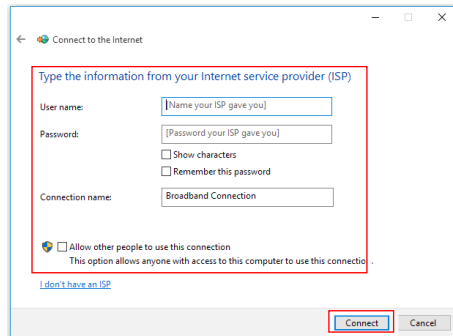 Connect to the Internet
Type the information from your Internet service provider (ISP)
User name:
[Name your ISP gave you]
Password:
[Password your ISP gave you]
Show characters
Remember this password
Connection name:
Broadband Connection
Allow other people to use this connection
This option allows anyone with access to this computer to use this connection.
I don't have an ISP
Connect
Cancel